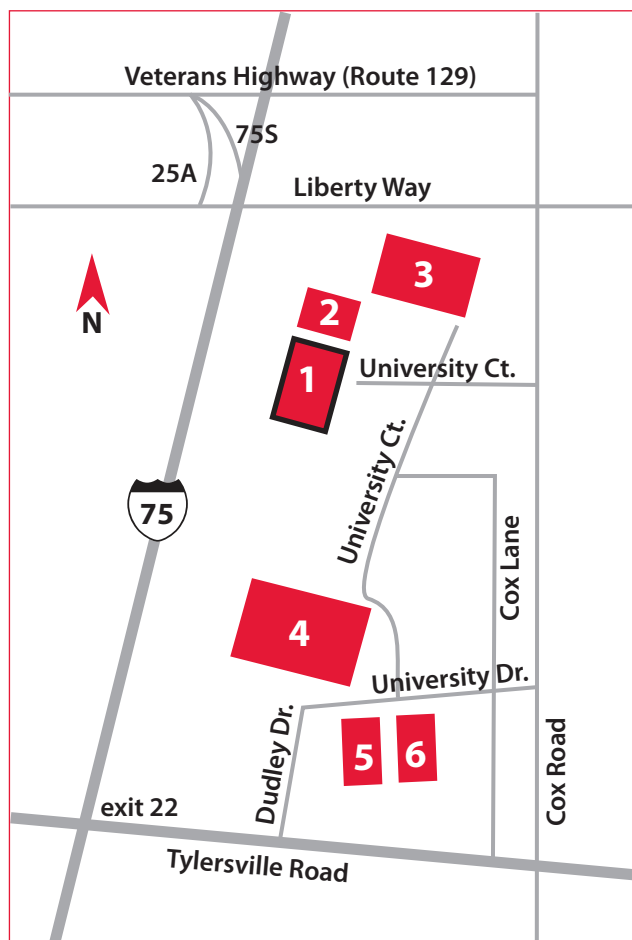 Veterans Highway (Route 129)
75S
25A
Liberty Way
3
2
N
University Ct.
1
University Ct.
75
Cox Lane
4
University Dr.
Dudley Dr.
5
6
Cox Road
exit 22
Tylersville Road